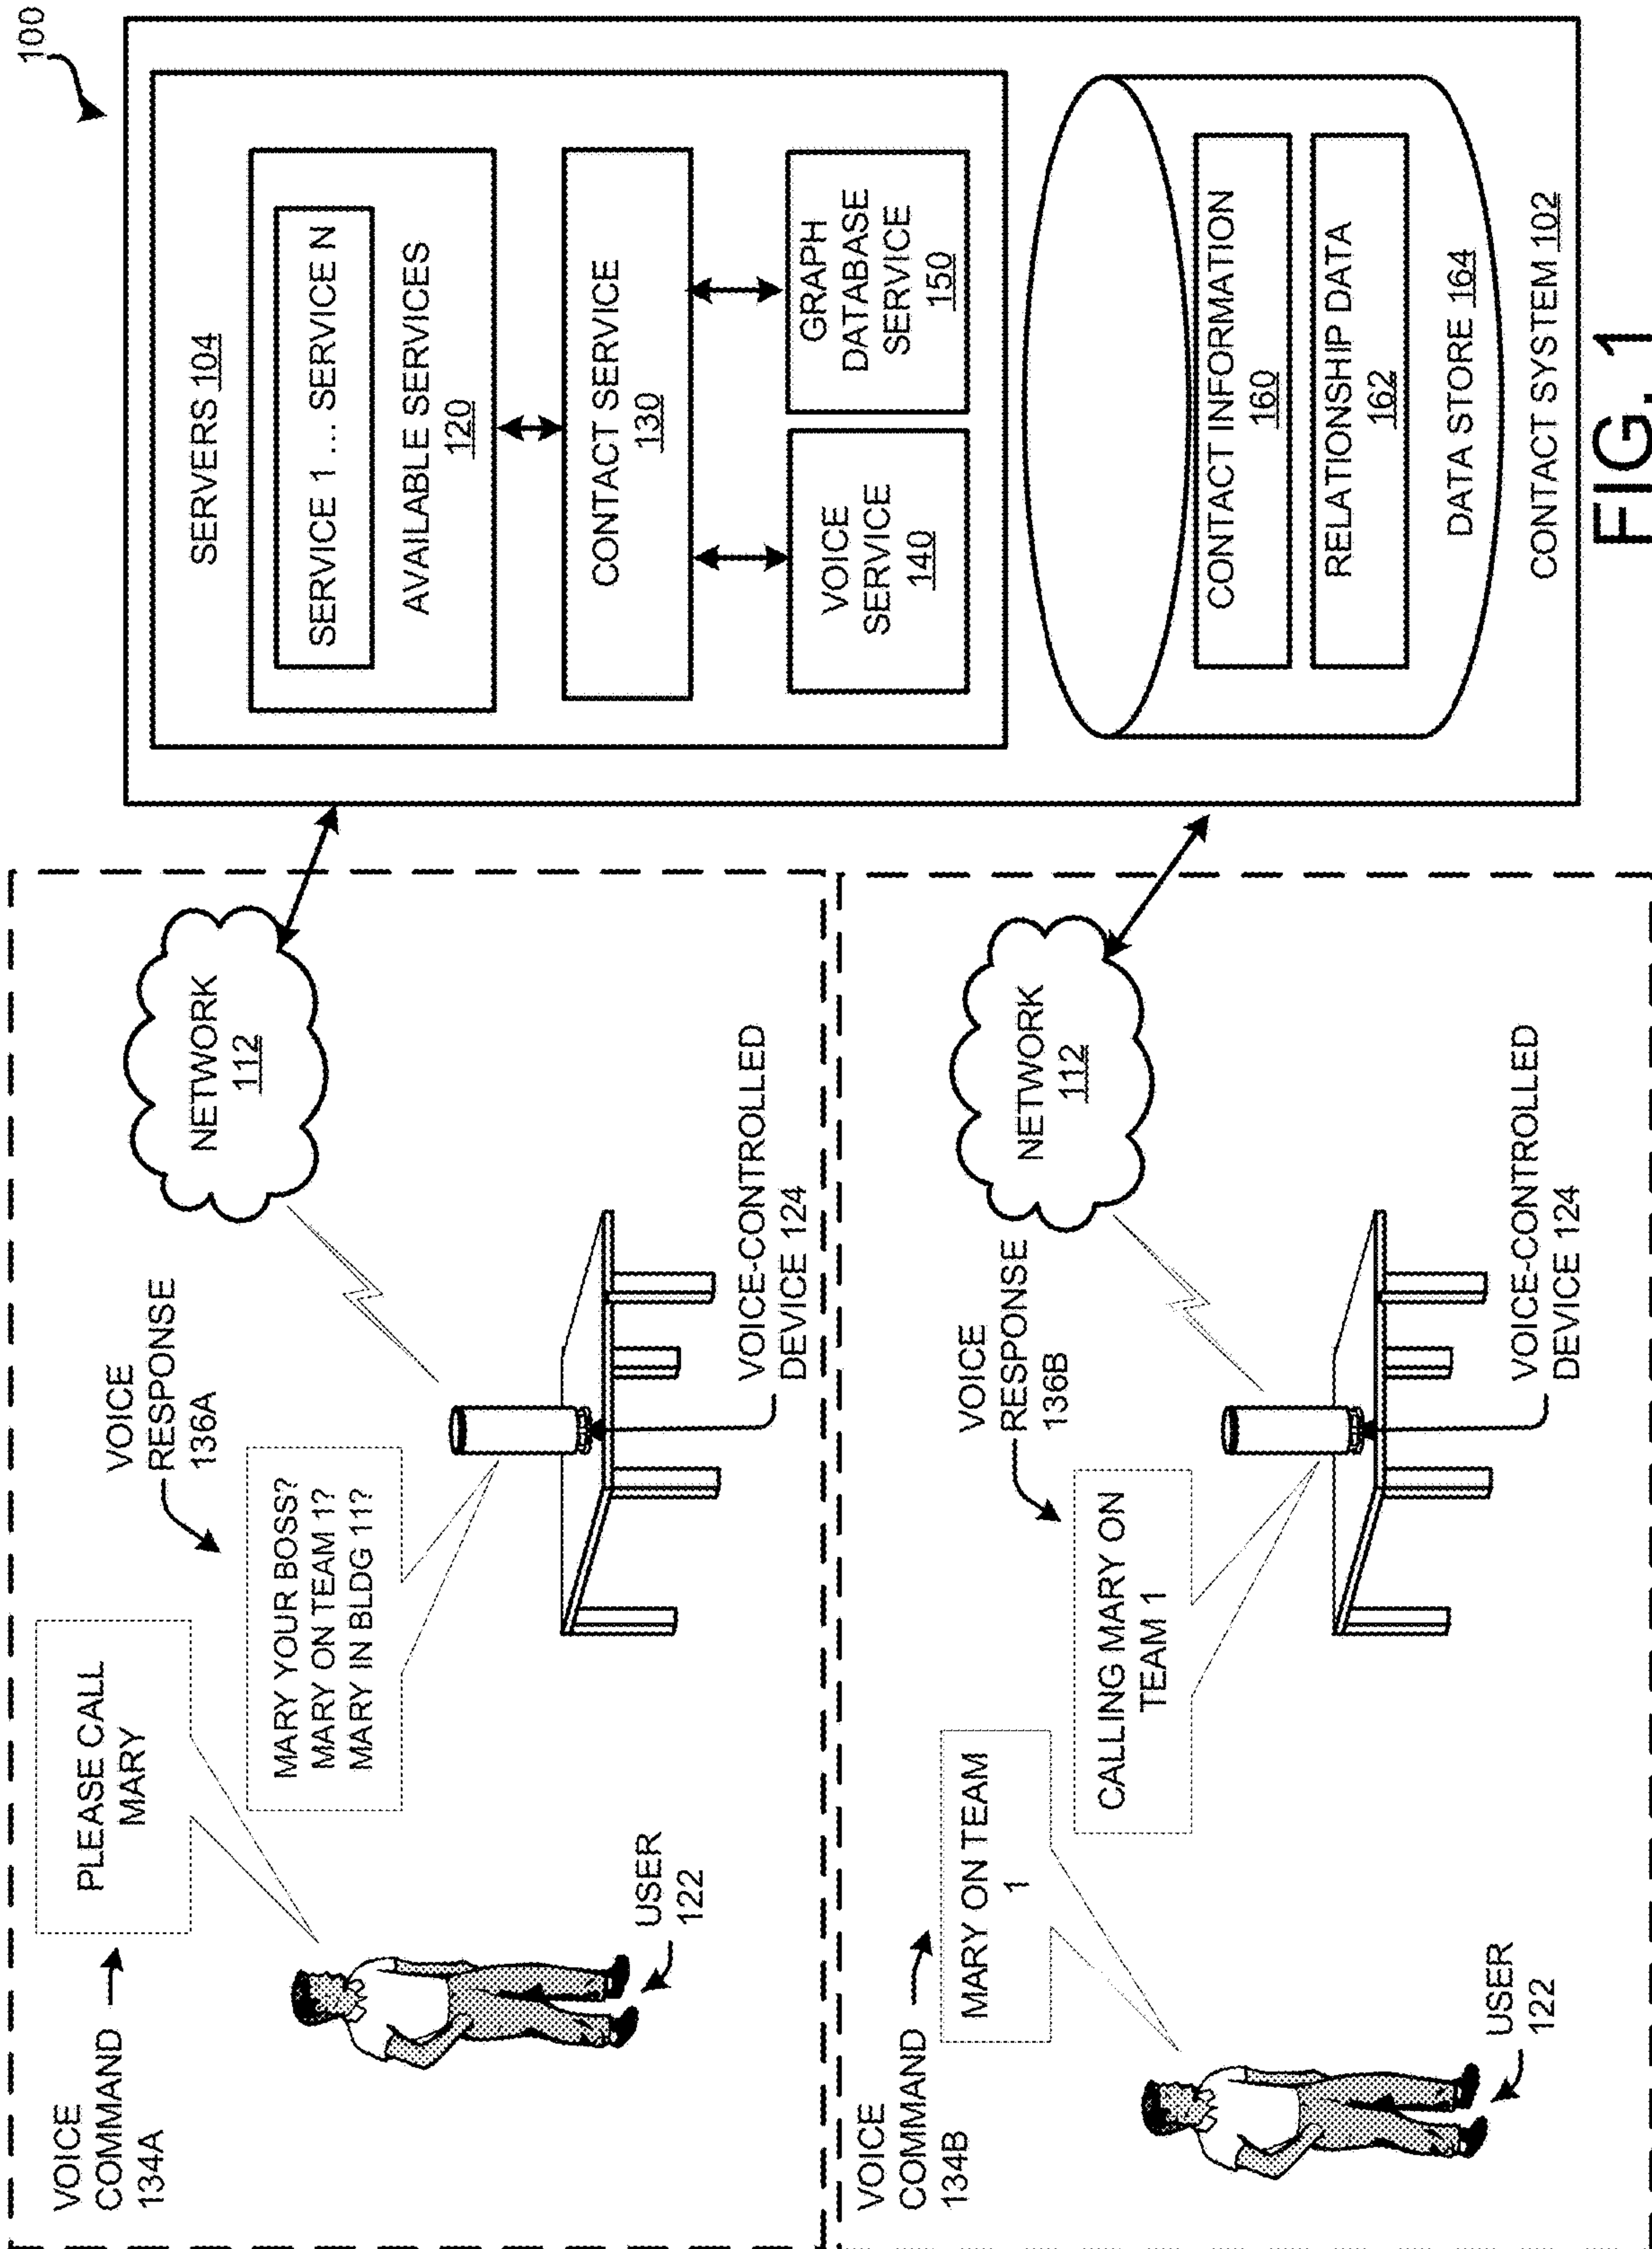 100
VOICE
COMMAND
134A
PLEASE CALL
MARY
USER
122
VOICE
RESPONSE
136A
MARY YOUR BOSS?
MARY ON TEAM 1?
MARY IN BLDG 11?
VOICE-CONTROLLED
DEVICE 124
NETWORK
112
VOICE
COMMAND
134B
MARY ON TEAM
1
USER
122
VOICE
RESPONSE
136B
CALLING MARY ON
TEAM 1
VOICE-CONTROLLED
DEVICE 124
NETWORK
112
SERVERS 104
SERVICE 1 ... SERVICE N
AVAILABLE SERVICES
120
CONTACT SERVICE
130
VOICE
SERVICE
140
GRAPH
DATABASE
SERVICE
150
CONTACT INFORMATION
160
RELATIONSHIP DATA
162
DATA STORE 164
CONTACT SYSTEM 102
FIG. 1